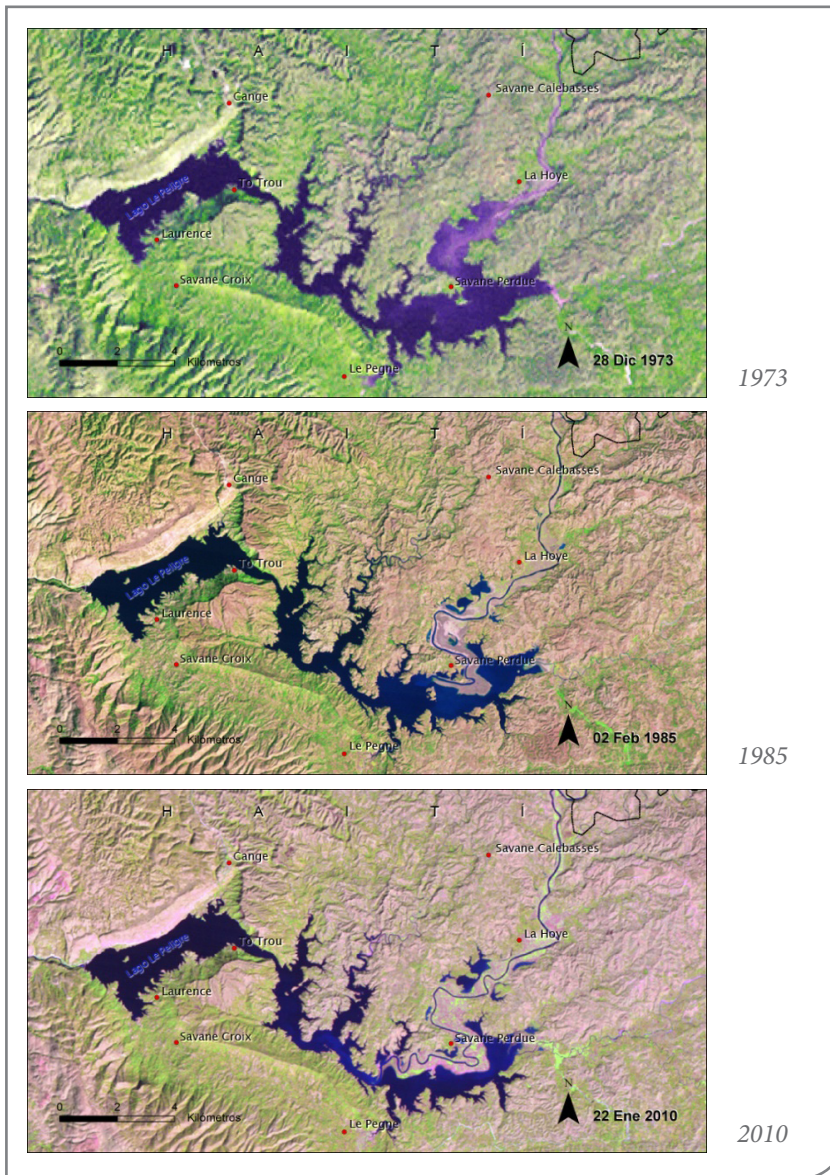 H A I T Í
Cange
Savane Calebasses
La Hoye
To Trou
Lago Le Peligre
Laurence
Savane Croix
Savane Perdue
N
0 2 4
Kilometros
28 Dic 1973
Le Pegne
1973
H A I T Í
Cange
Savane Calebasses
La Hoye
To Trou
Lago Le Peligre
Laurence
Savane Croix
Savane Perdue
N
0 2 4
Kilometros
02 Feb 1985
Le Pegne
1985
H A I T Í
Cange
Savane Calebasses
La Hoye
To Trou
Lago Le Peligre
Laurence
Savane Croix
Savane Perdue
N
0 2 4
Kilometros
22 Ene 2010
Le Pegne
2010